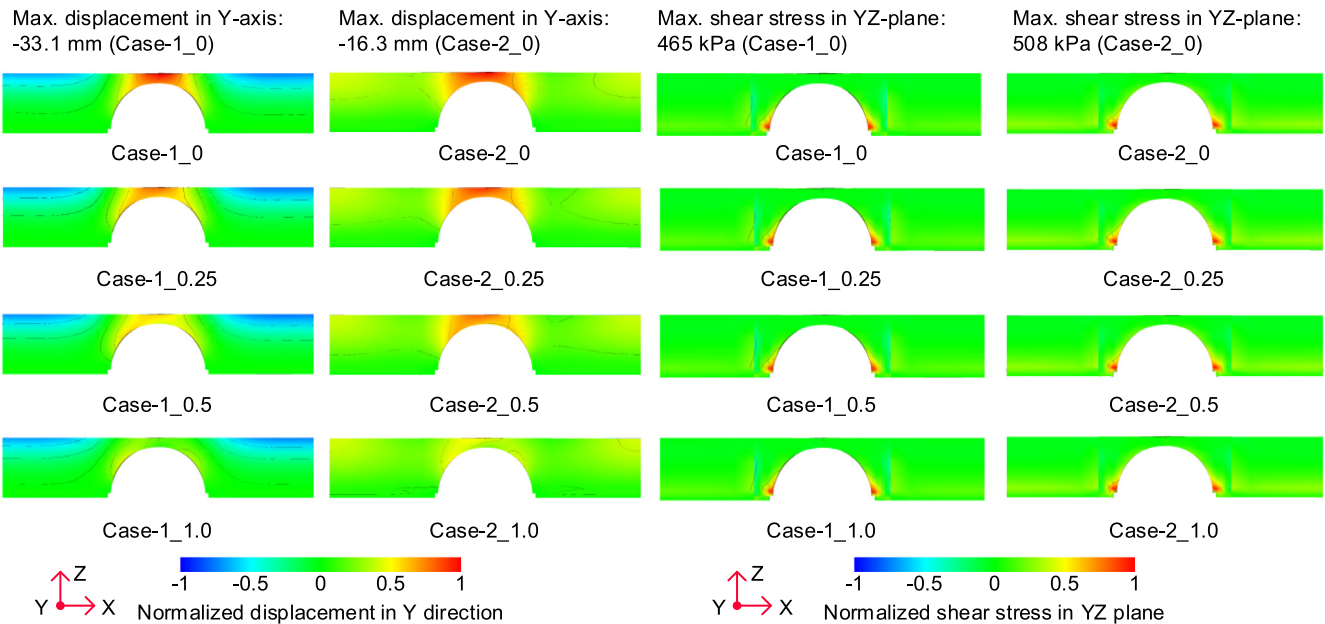 Max. displacement in Y-axis:
-33.1 mm (Case-1_0)
Max. displacement in Y-axis:
-16.3 mm (Case-2_0)
Max. shear stress in YZ-plane:
465 kPa (Case-1_0)
Max. shear stress in YZ-plane:
508 kPa (Case-2_0)
Case-1_0
Case-2_0
Case-1_0
Case-2_0
Case-1_0.25
Case-2_0.25
Case-1_0.25
Case-2_0.25
Case-1_0.5
Case-2_0.5
Case-1_0.5
Case-2_0.5
Case-1_1.0
Case-2_1.0
Case-1_1.0
Case-2_1.0
Z
Y X
-1 -0.5 0 0.5 1
Normalized displacement in Y direction
Z
Y X
-1 -0.5 0 0.5 1
Normalized shear stress in YZ plane